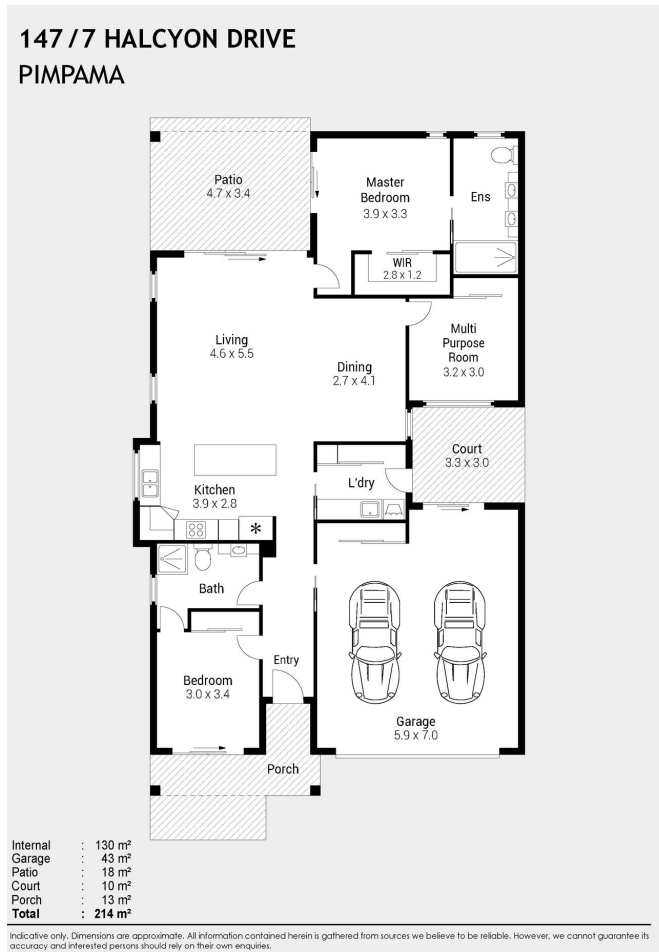 147/7 HALCYON DRIVE
PIMPAMA
Patio
4.7 x 3.4
Master
Bedroom
3.9 x 3.3
Ens
WIR
2.8 x 1.2
Living
4.6 x 5.5
Dining
2.7 x 4.1
Multi
Purpose
Room
3.2 x 3.0
Court
3.3 x 3.0
Kitchen
3.9 x 2.8
L'dry
*
Bath
Bedroom
3.0 x 3.4
Entry
Garage
5.9 x 7.0
Porch
Internal : 130 m²
Garage : 43 m²
Patio : 18 m²
Court : 10 m²
Porch : 13 m²
Total : 214 m²
Indicative only. Dimensions are approximate. All information contained herein is gathered from sources we believe to be reliable. However, we cannot guarantee its
accuracy and interested persons should rely on their own enquiries.